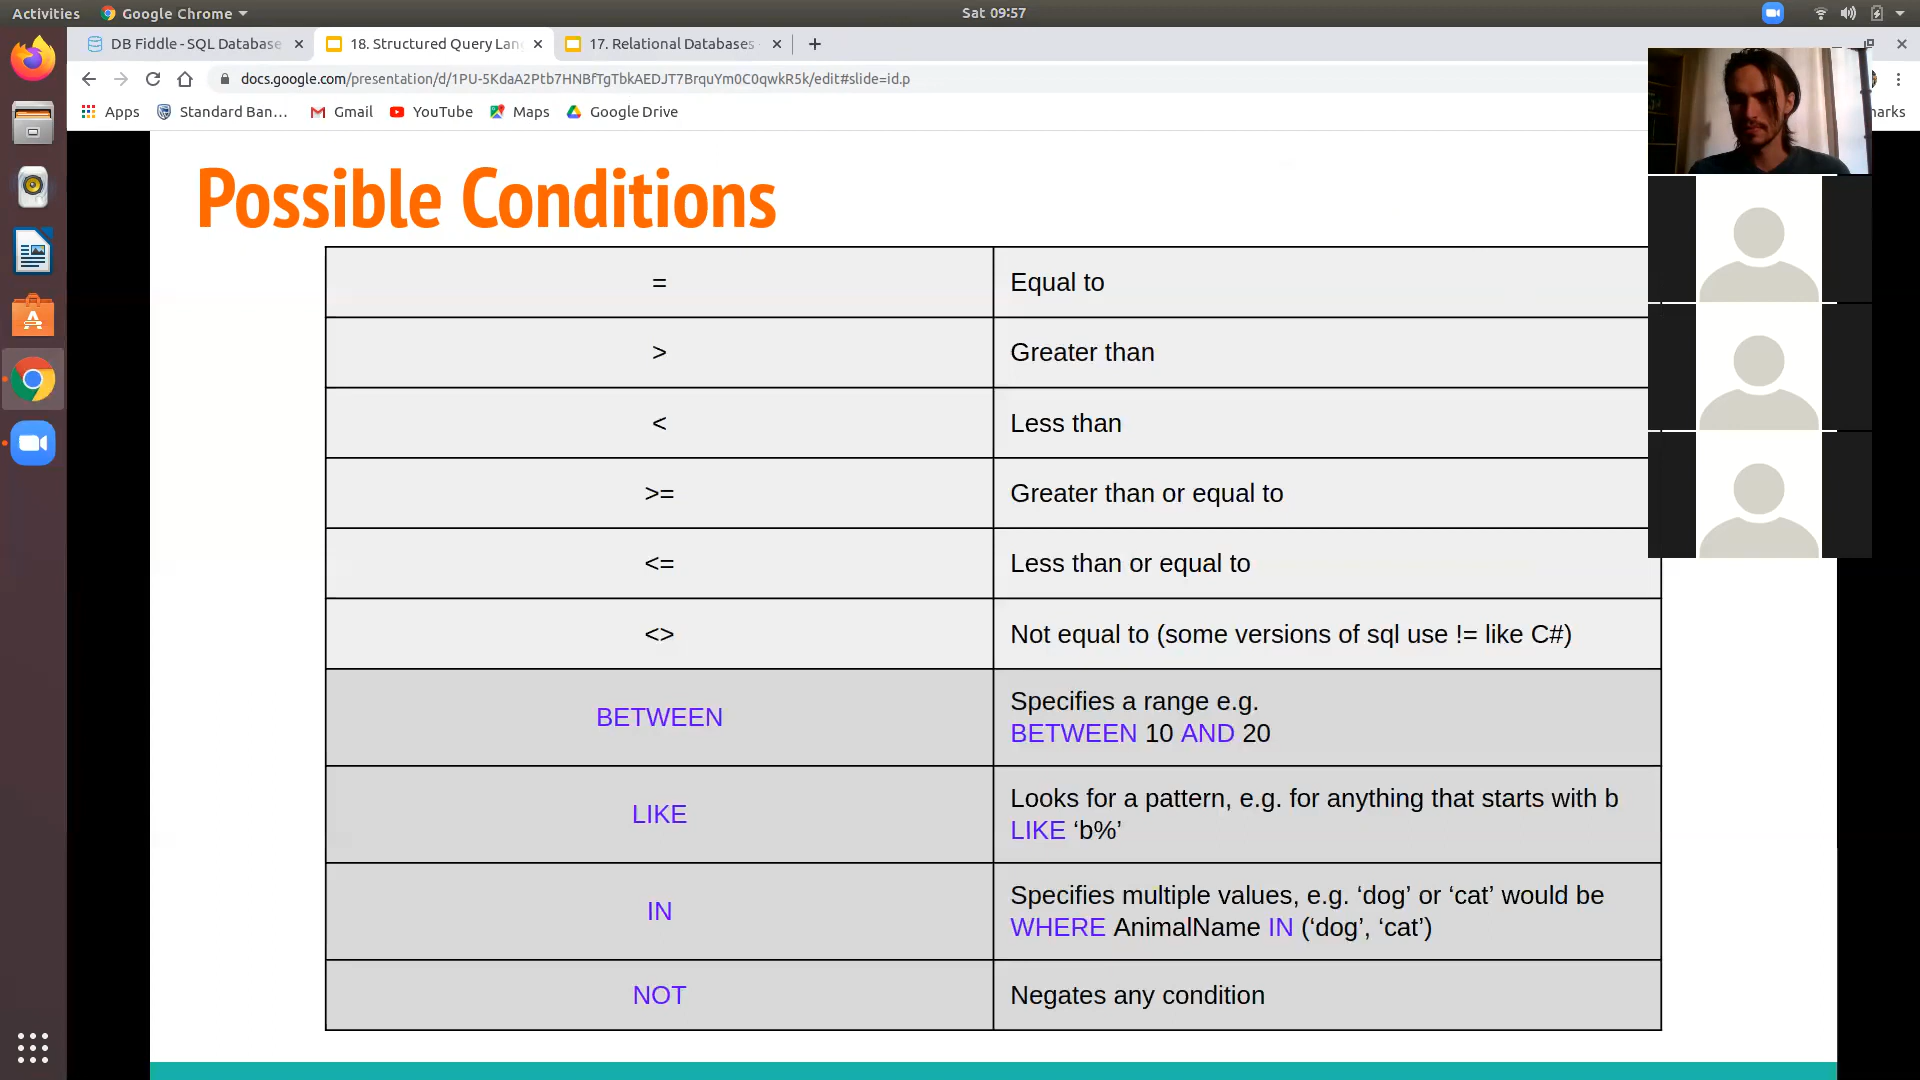 Activities
Google Chrome
Sat 09:57
DB Fiddle - SQL Database
18. Structured Query Lan
17. Relational Databases
docs.google.com/presentation/d/1PU-5KdaA2Ptb7HNBfTgTbkAEDJT7BrquYm0C0qwkR5k/edit#slide=id.p
Apps
Standard Ban...
Gmail
YouTube
Maps
Google Drive
arks
Possible Conditions
=
Equal to
>
Greater than
<
Less than
>=
Greater than or equal to
<=
Less than or equal to
<>
Not equal to (some versions of sql use != like C#)
BETWEEN
Specifies a range e.g.
BETWEEN 10 AND 20
LIKE
Looks for a pattern, e.g. for anything that starts with b
LIKE ‘b%’
IN
Specifies multiple values, e.g. ‘dog’ or ‘cat’ would be
WHERE AnimalName IN (‘dog’, ‘cat’)
NOT
Negates any condition